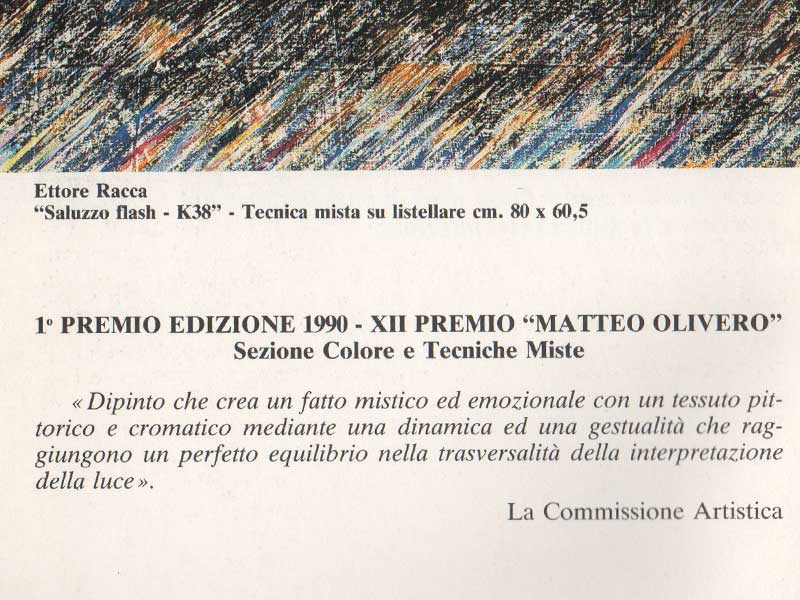 Ettore Racca
“Saluzzo flash - K38” - Tecnica mista su listellare cm. 80 x 60,5
1º PREMIO EDIZIONE 1990 - XII PREMIO “MATTEO OLIVERO”
Sezione Colore e Tecniche Miste
« Dipinto che crea un fatto mistico ed emozionale con un tessuto pit-
torico e cromatico mediante una dinamica ed una gestualità che rag-
giungono un perfetto equilibrio nella trasversalità della interpretazione
della luce ».
La Commissione Artistica